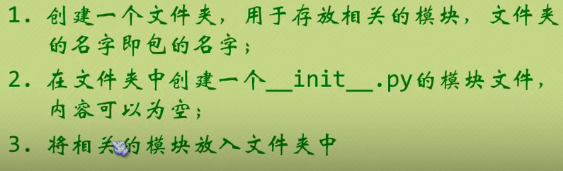 1. 创建一个文件夹，用于存放相关的模块，文件夹
的名字即包的名字；
2. 在文件夹中创建一个__init__.py的模块文件，
内容可以为空；
3. 将相关的模块放入文件夹中